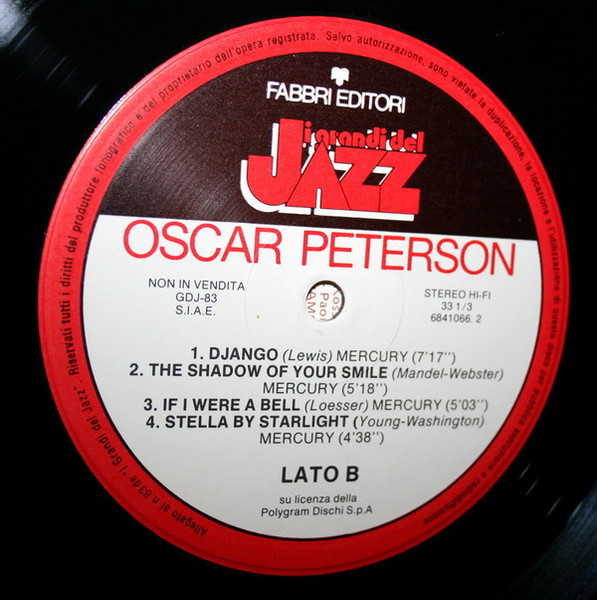 FABBRI EDITORI
i grandi del
JAZZ
OSCAR PETERSON
NON IN VENDITA
GDJ-83
S.I.A.E.
STEREO HI-FI
33 1/3
6841066. 2
1. DJANGO (Lewis) MERCURY (7'17'')
2. THE SHADOW OF YOUR SMILE (Mandel-Webster)
MERCURY (5'18'')
3. IF I WERE A BELL (Loesser) MERCURY (5'03'')
4. STELLA BY STARLIGHT (Young-Washington)
MERCURY (4'38'')
LATO B
su licenza della
Polygram Dischi S.p.A
Allegato al n. 83 de "I Grandi del Jazz". Riservati tutti i diritti del produttore fonografico e del proprietario dell'opera registrata. Salvo autorizzazione, sono vietate la duplicazione, la locazione e l'utilizzazione di questo disco per pubblica esecuzione e radiodiffusione